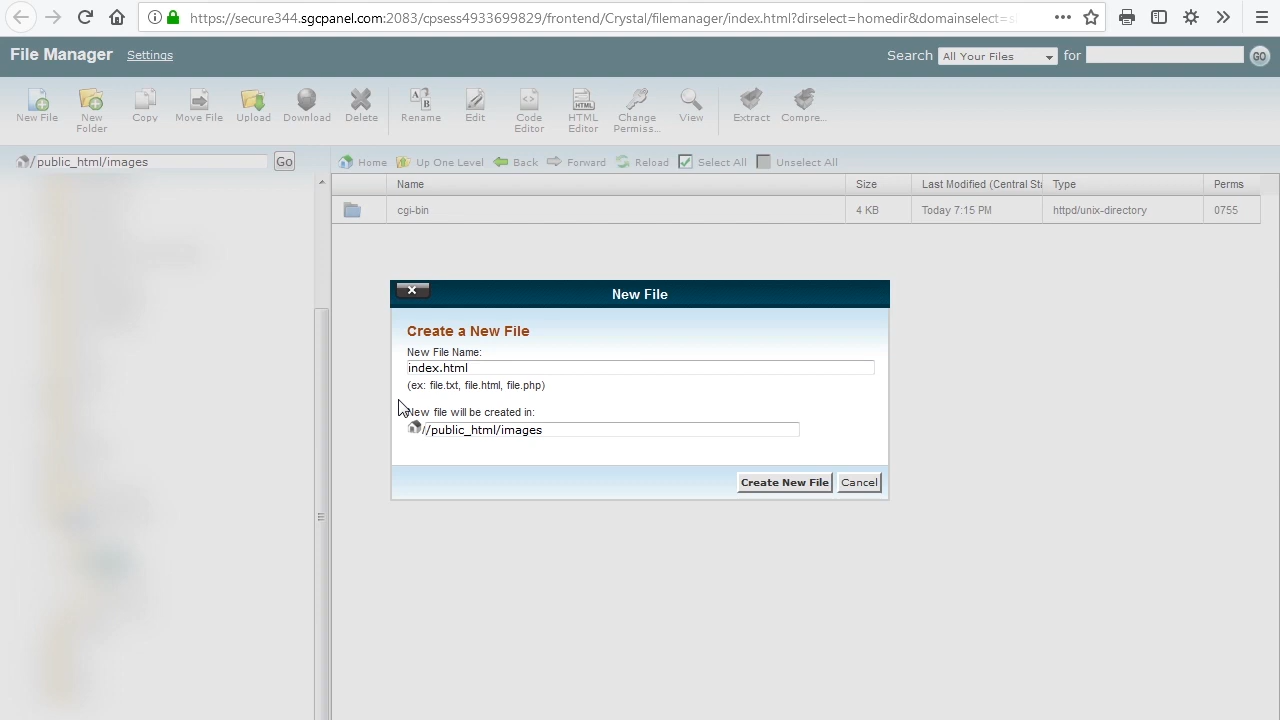 https://secure344.sgcpanel.com:2083/cpsess4933699829/frontend/Crystal/filemanager/index.html?dirselect=homedir&domainselect=s
File Manager Settings Search All Your Files for GO
New File New Folder Copy Move File Upload Download Delete Rename Edit Code Editor HTML Editor Change Permiss... View Extract Compre...
/public_html/images Go Home Up One Level Back Forward Reload Select All Unselect All
Name Size Last Modified (Central Sta Type Perms
cgi-bin 4 KB Today 7:15 PM httpd/unix-directory 0755
New File
Create a New File
New File Name:
index.html
(ex: file.txt, file.html, file.php)
New file will be created in:
//public_html/images
Create New File Cancel